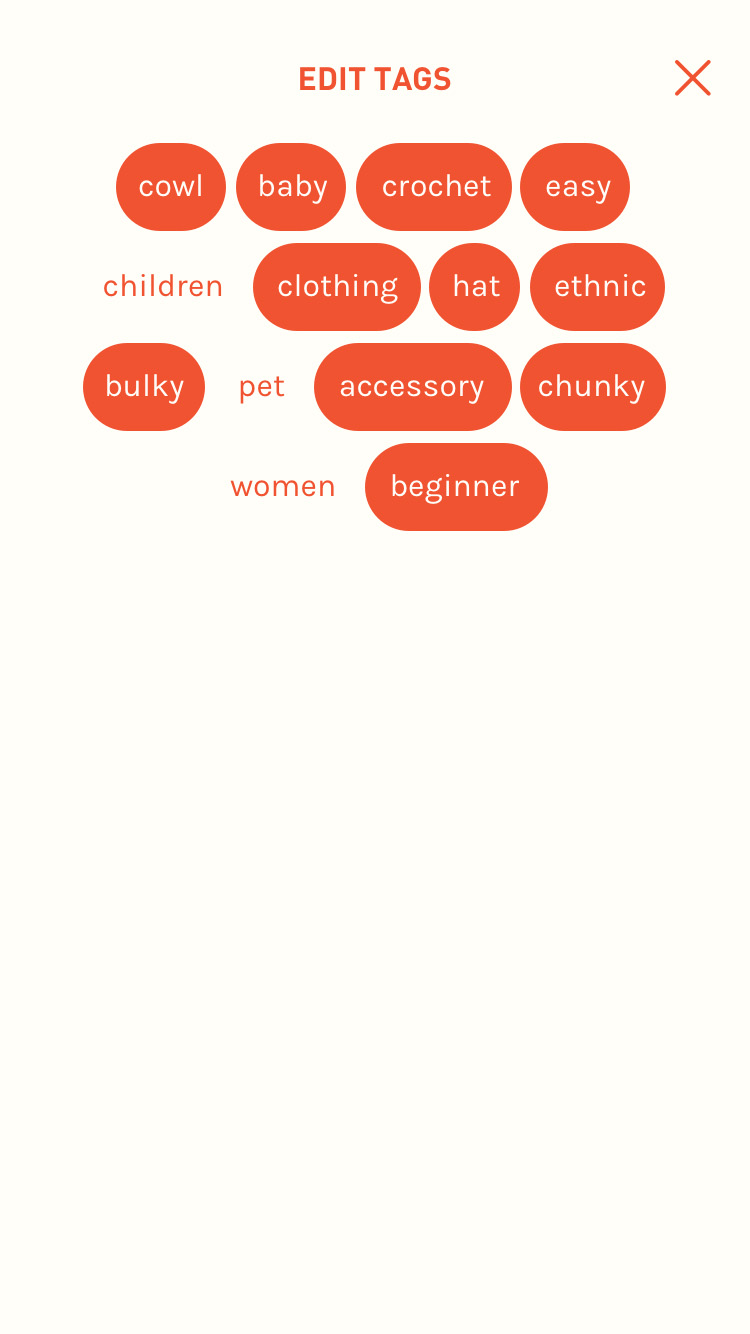 EDIT TAGS
cowl baby crochet easy
children clothing hat ethnic
bulky pet accessory chunky
women beginner